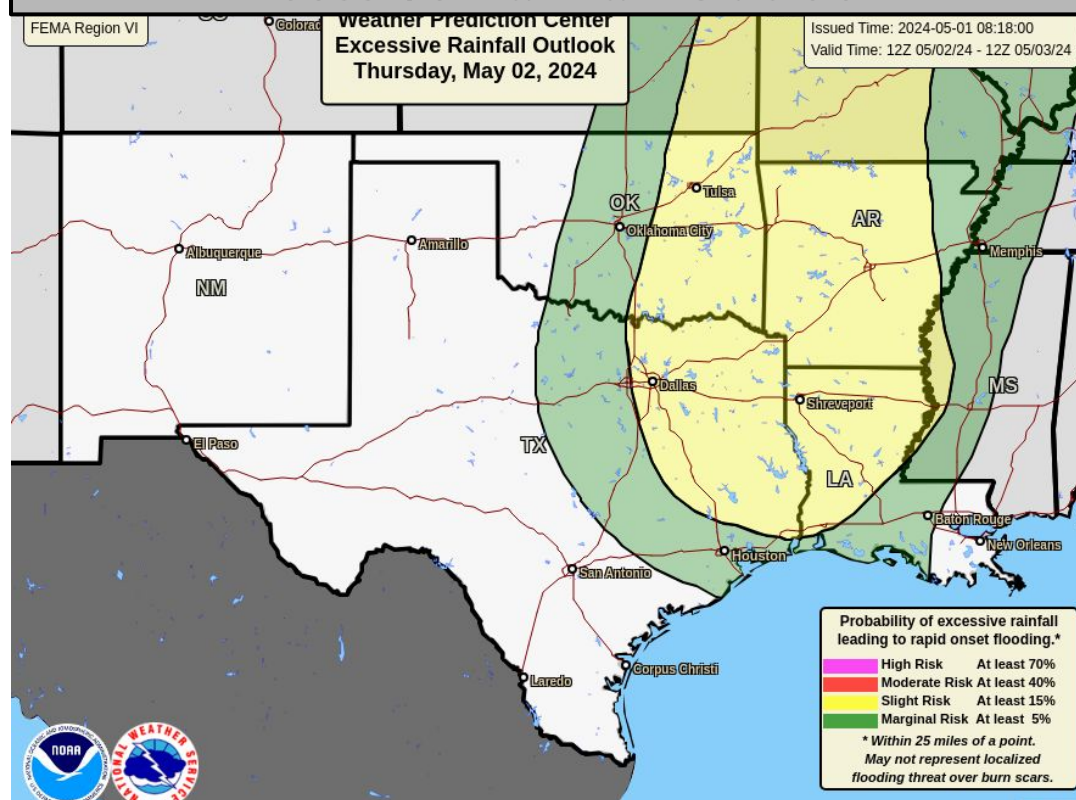 FEMA Region VI
Weather Prediction Center
Excessive Rainfall Outlook
Thursday, May 02, 2024
Issued Time: 2024-05-01 08:18:00
Valid Time: 12Z 05/02/24 - 12Z 05/03/24
Tulsa
OK
Oklahoma City
AR
Albuquerque
Amarillo
Memphis
NM
Dallas
MS
Shreveport
El Paso
TX
LA
Baton Rouge
New Orleans
Houston
San Antonio
Corpus Christi
Laredo
Probability of excessive rainfall
leading to rapid onset flooding.*
High Risk At least 70%
Moderate Risk At least 40%
Slight Risk At least 15%
Marginal Risk At least 5%
* Within 25 miles of a point.
May not represent localized
flooding threat over burn scars.
NOAA
NATIONAL WEATHER SERVICE